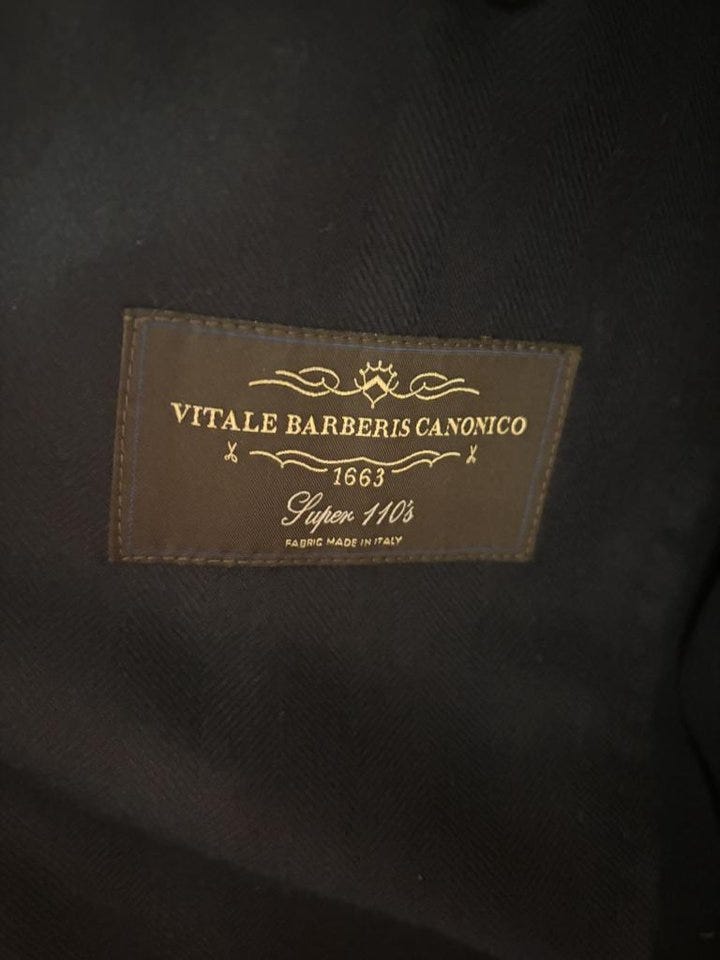 VITALE BARBERIS CANONICO
1663
Super 110's
FABRIC MADE IN ITALY